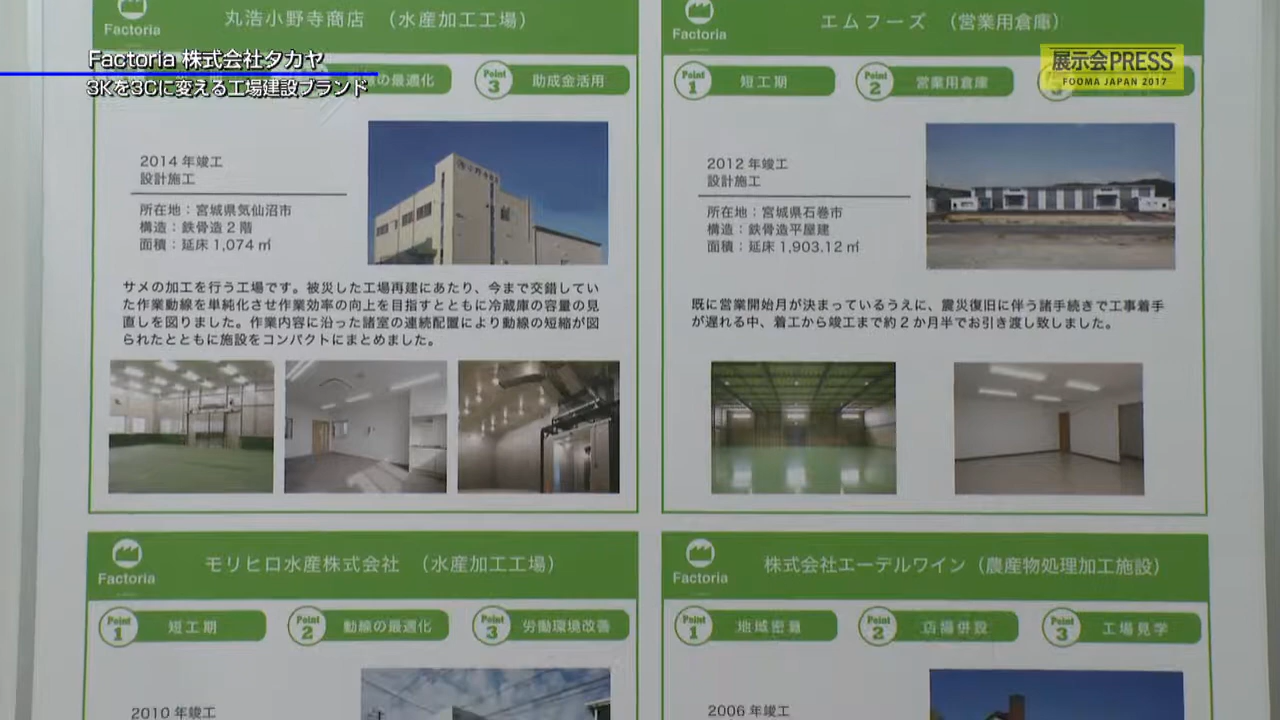 Factoria
丸浩小野寺商店 （水産加工工場）
Factoria 株式会社タカヤ
3Kを3Cに変える工場建設ブランド
の最適化
Point 3 助成金活用
2014年竣工
設計施工
所在地：宮城県気仙沼市
構造：鉄骨造2階
面積：延床1,074㎡
サメの加工を行う工場です。被災した工場再建にあたり、今まで交錯してい
た作業動線を単純化させ作業効率の向上を目指すとともに冷蔵庫の容量の見
直しを図りました。作業内容に沿った諸室の連続配置により動線の短縮が図
られたとともに施設をコンパクトにまとめました。
Factoria
エムフーズ （営業用倉庫）
展示会PRESS
FOOMA JAPAN 2017
Point 1 短工期
Point 2 営業用倉庫
2012年竣工
設計施工
所在地：宮城県石巻市
構造：鉄骨造平屋建
面積：延床1,903.12㎡
既に営業開始月が決まっているうえに、震災復旧に伴う諸手続きで工事着手
が遅れる中、着工から竣工まで約2か月半でお引き渡し致しました。
Factoria
モリヒロ水産株式会社 （水産加工工場）
Point 1 短工期
Point 2 動線の最適化
Point 3 労働環境改善
2010年竣工
Factoria
株式会社エーデルワイン（農産物処理加工施設）
Point 1 地域密着
Point 2 店舗併設
Point 3 工場見学
2006年竣工